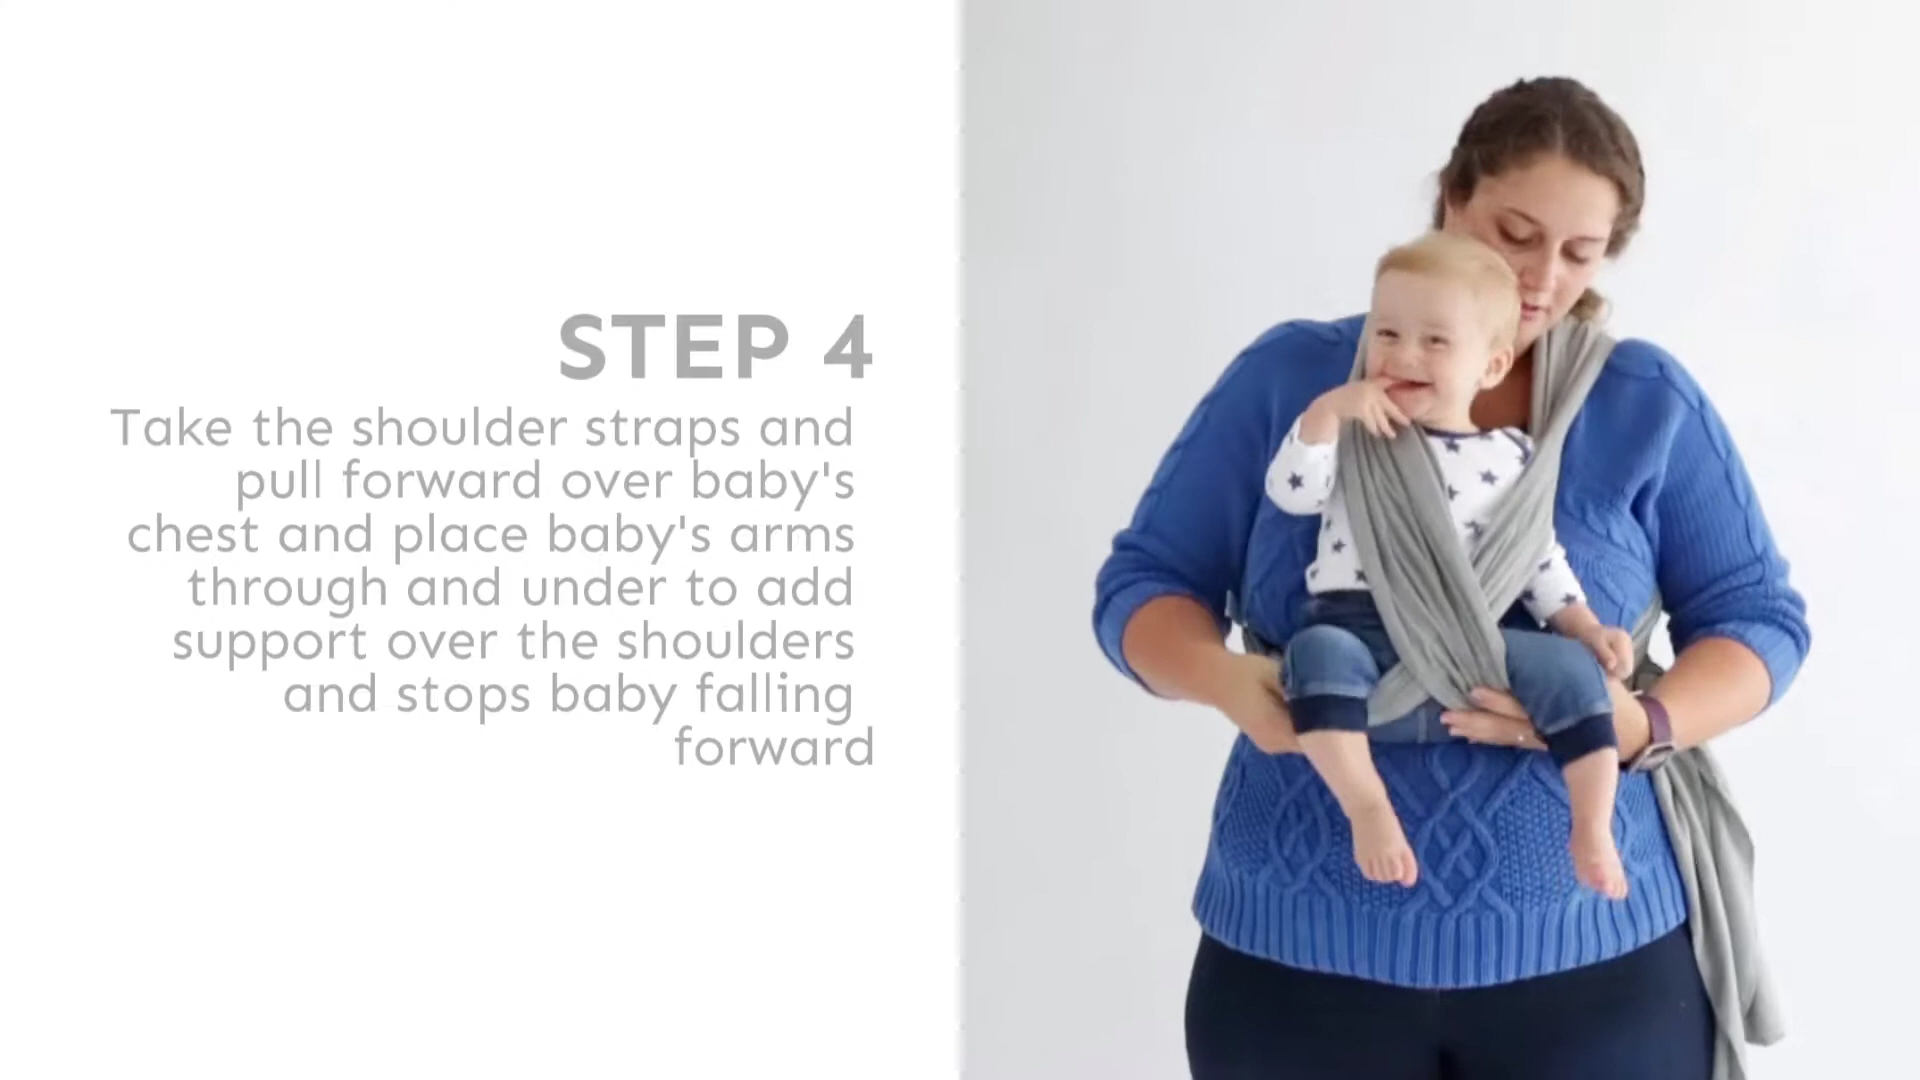 STEP 4
Take the shoulder straps and
pull forward over baby's
chest and place baby's arms
through and under to add
support over the shoulders
and stops baby falling
forward